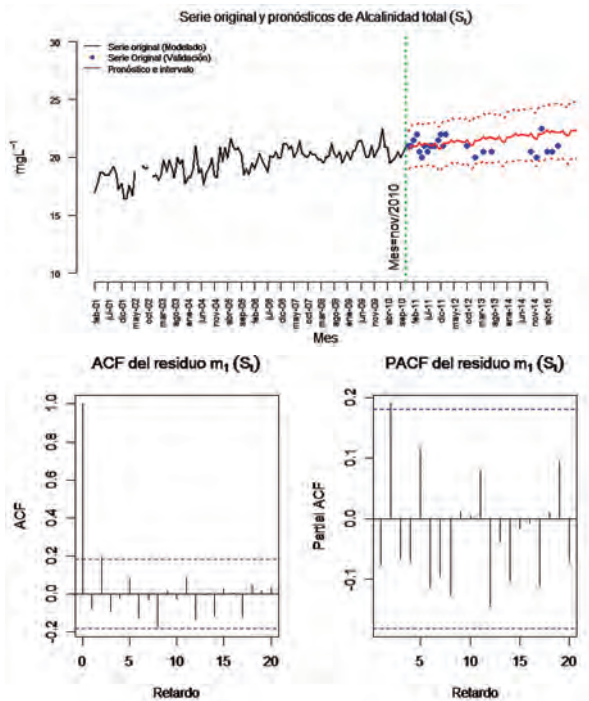 Serie original y pronósticos de Alcalinidad total (Sₜ)
Serie original (Modelado)
Serie Original (Validación)
Pronóstico e intervalo
mgL⁻¹
30
25
20
15
10
Mes=nov/2010
feb-01
jul-01
dic-01
may-02
oct-02
mar-03
ago-03
ene-04
jun-04
nov-04
abr-05
sep-05
feb-06
jul-06
dic-06
may-07
oct-07
mar-08
ago-08
ene-09
jun-09
nov-09
abr-10
sep-10
feb-11
jul-11
dic-11
may-12
oct-12
mar-13
ago-13
ene-14
jun-14
nov-14
abr-15
Mes
ACF del residuo m₁ (Sₜ)
ACF
1.0
0.8
0.6
0.4
0.2
0.0
-0.2
0 5 10 15 20
Retardo
PACF del residuo m₁ (Sₜ)
Partial ACF
0.2
0.1
0.0
-0.1
5 10 15 20
Retardo